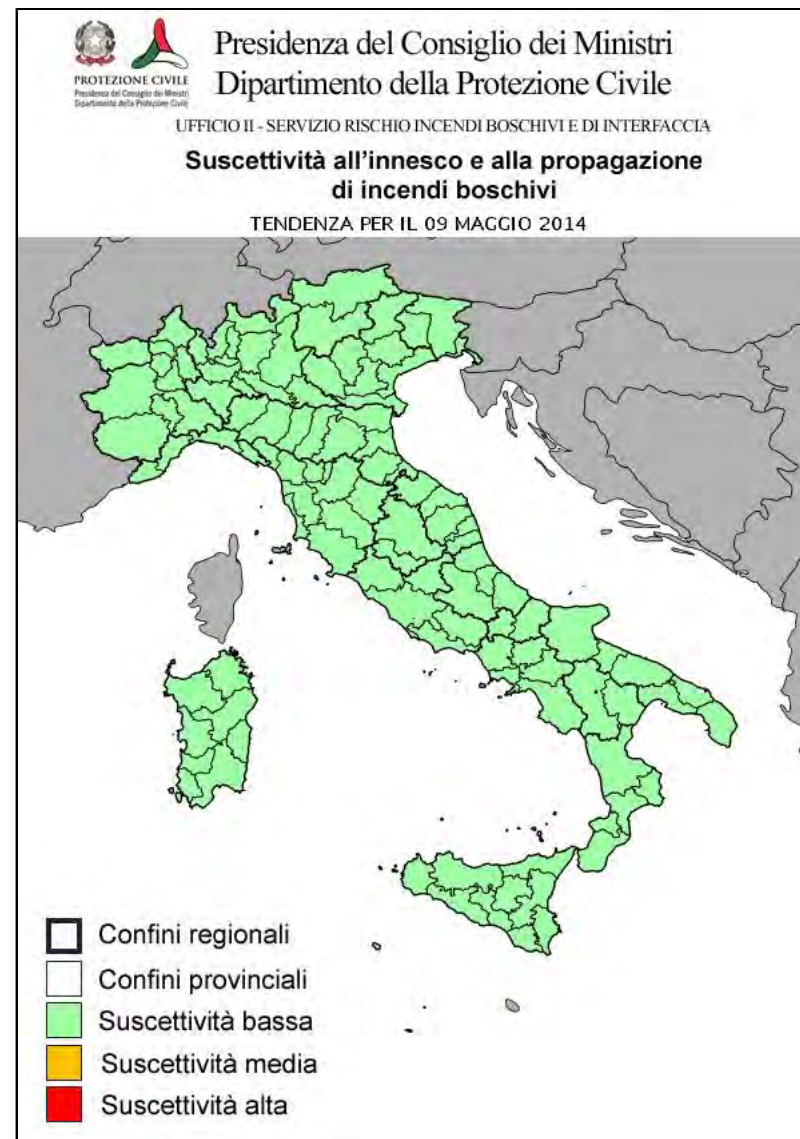 PROTEZIONE CIVILE
Presidenza del Consiglio dei Ministri
Dipartimento della Protezione Civile
Presidenza del Consiglio dei Ministri
Dipartimento della Protezione Civile
UFFICIO II - SERVIZIO RISCHIO INCENDI BOSCHIVI E DI INTERFACCIA
Suscettività all'innesco e alla propagazione
di incendi boschivi
TENDENZA PER IL 09 MAGGIO 2014
Confini regionali
Confini provinciali
Suscettività bassa
Suscettività media
Suscettività alta